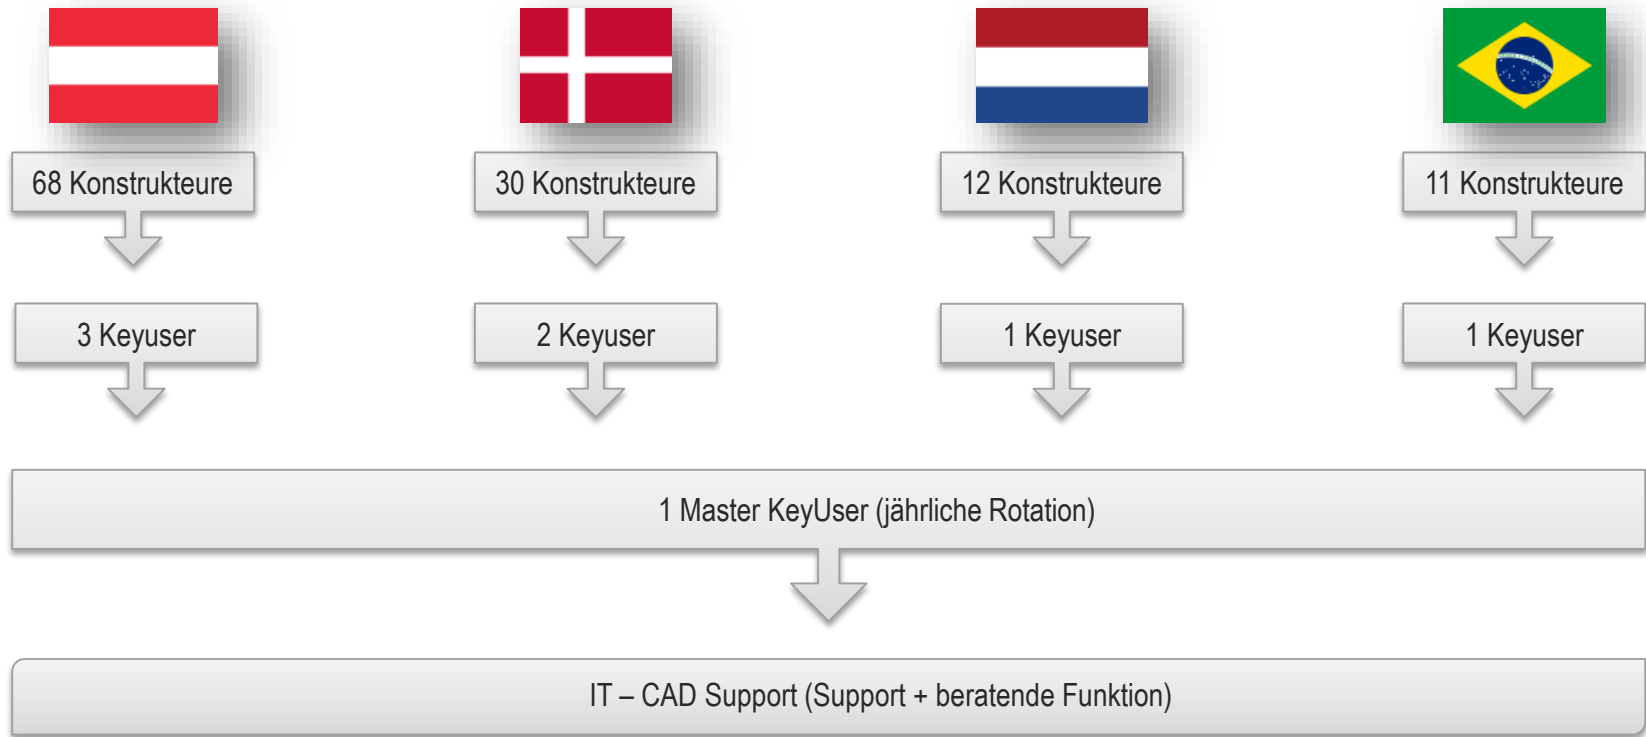 68 Konstrukteure
30 Konstrukteure
12 Konstrukteure
11 Konstrukteure
3 Keyuser
2 Keyuser
1 Keyuser
1 Keyuser
1 Master KeyUser (jährliche Rotation)
IT – CAD Support (Support + beratende Funktion)